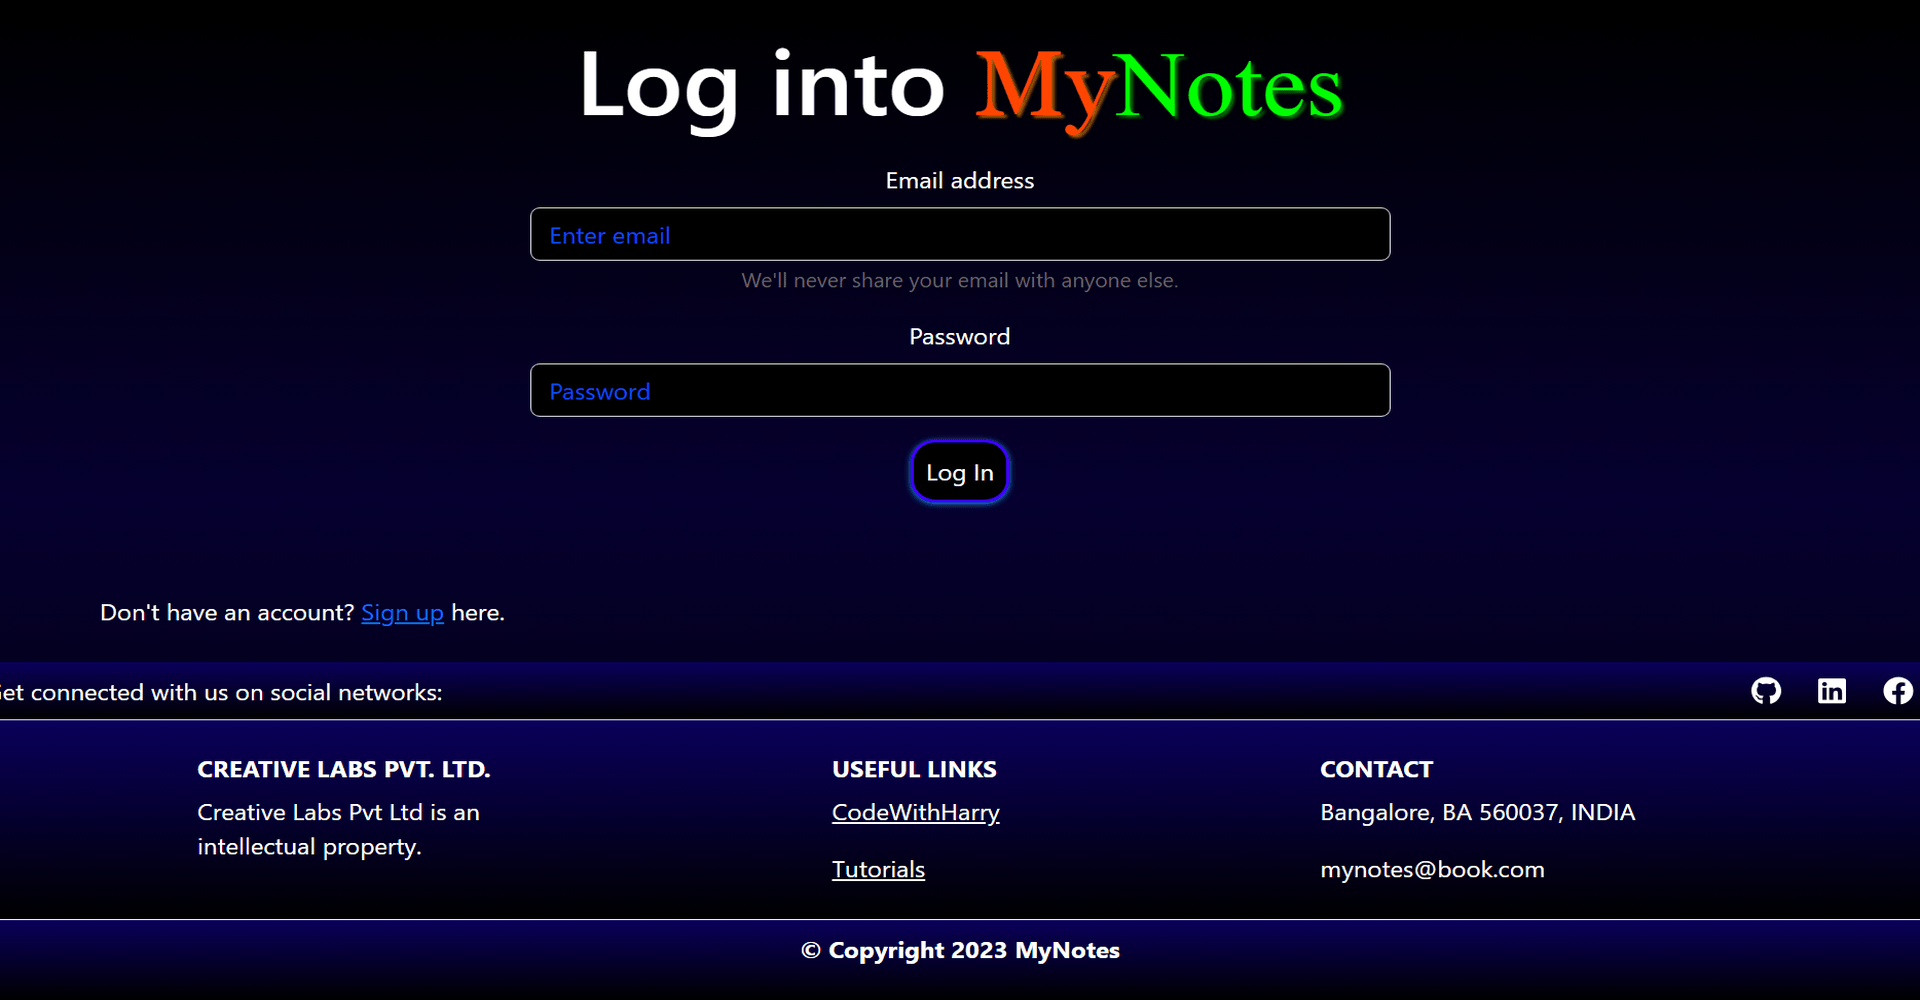 Log into MyNotes
Email address
Enter email
We'll never share your email with anyone else.
Password
Password
Log In
Don't have an account? Sign up here.
et connected with us on social networks:
CREATIVE LABS PVT. LTD.
Creative Labs Pvt Ltd is an
intellectual property.
USEFUL LINKS
CodeWithHarry
Tutorials
CONTACT
Bangalore, BA 560037, INDIA
mynotes@book.com
© Copyright 2023 MyNotes